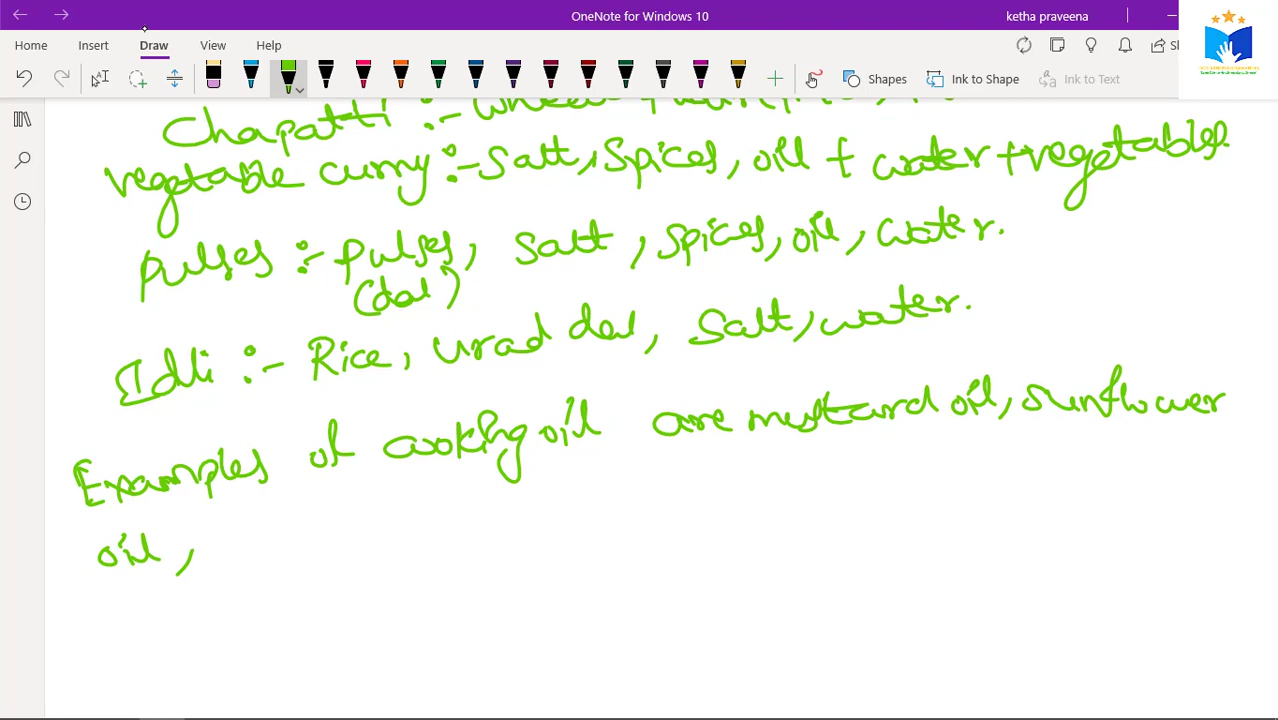 OneNote for Windows 10
ketha praveena
Home Insert Draw View Help
Shapes
Ink to Shape
Ink to Text
Chapatti :-
vegetable curry :- Salt, Spices, oil + water + vegetables.
pulses :- pulses, salt, spices, oil, water.
(dal)
Idli :- Rice, Urad dal, Salt, water.
Examples of cooking oil are mustard oil, sunflower
oil,